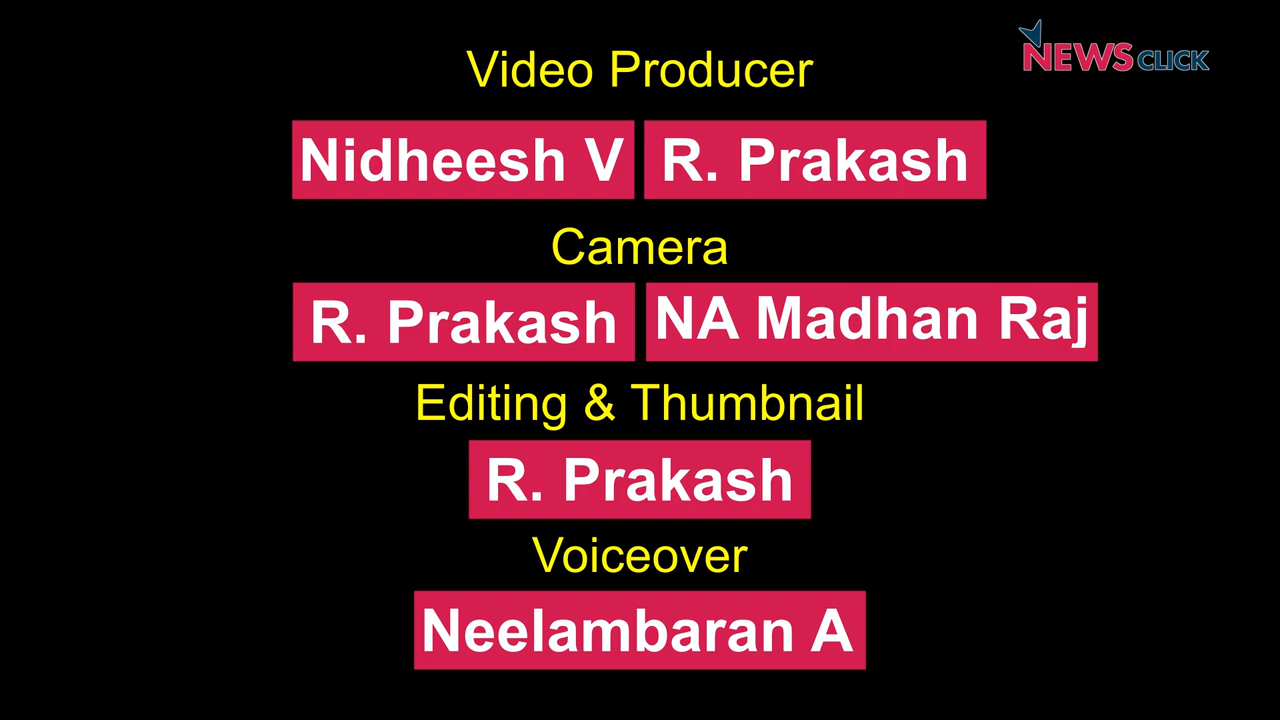 NEWSCLICK
Video Producer
Nidheesh V R. Prakash
Camera
R. Prakash NA Madhan Raj
Editing & Thumbnail
R. Prakash
Voiceover
Neelambaran A